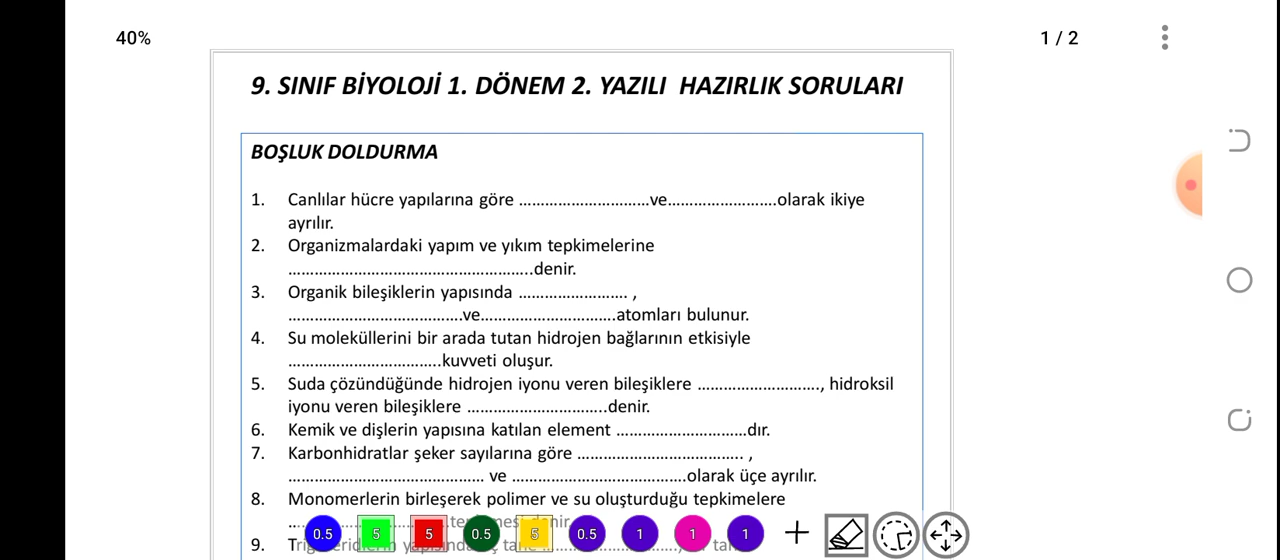 40%
1 / 2
9. SINIF BİYOLOJİ 1. DÖNEM 2. YAZILI HAZIRLIK SORULARI
BOŞLUK DOLDURMA
1. Canlılar hücre yapılarına göre ..............................ve.........................olarak ikiye
ayrılır.
2. Organizmalardaki yapım ve yıkım tepkimelerine
.........................................................denir.
3. Organik bileşiklerin yapısında ......................... ,
........................................ve...............................atomları bulunur.
4. Su moleküllerini bir arada tutan hidrojen bağlarının etkisiyle
...................................kuvveti oluşur.
5. Suda çözündüğünde hidrojen iyonu veren bileşiklere ............................, hidroksil
iyonu veren bileşiklere ................................denir.
6. Kemik ve dişlerin yapısına katılan element ..............................dır.
7. Karbonhidratlar şeker sayılarına göre ..................................... ,
............................................. ve ........................................olarak üçe ayrılır.
8. Monomerlerin birleşerek polimer ve su oluşturduğu tepkimelere
denir
9.
0.5 5 5 0.5 5 0.5 1 1 1